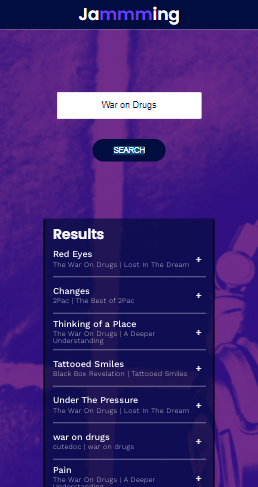 Jammming
War on Drugs
SEARCH
Results
Red Eyes
The War On Drugs | Lost In The Dream
+
Changes
2Pac | The Best of 2Pac
+
Thinking of a Place
The War On Drugs | A Deeper
Understanding
+
Tattooed Smiles
Black Box Revelation | Tattooed Smiles
+
Under The Pressure
The War On Drugs | Lost In The Dream
+
war on drugs
cutedoc | war on drugs
+
Pain
The War On Drugs | A Deeper
Understanding
+